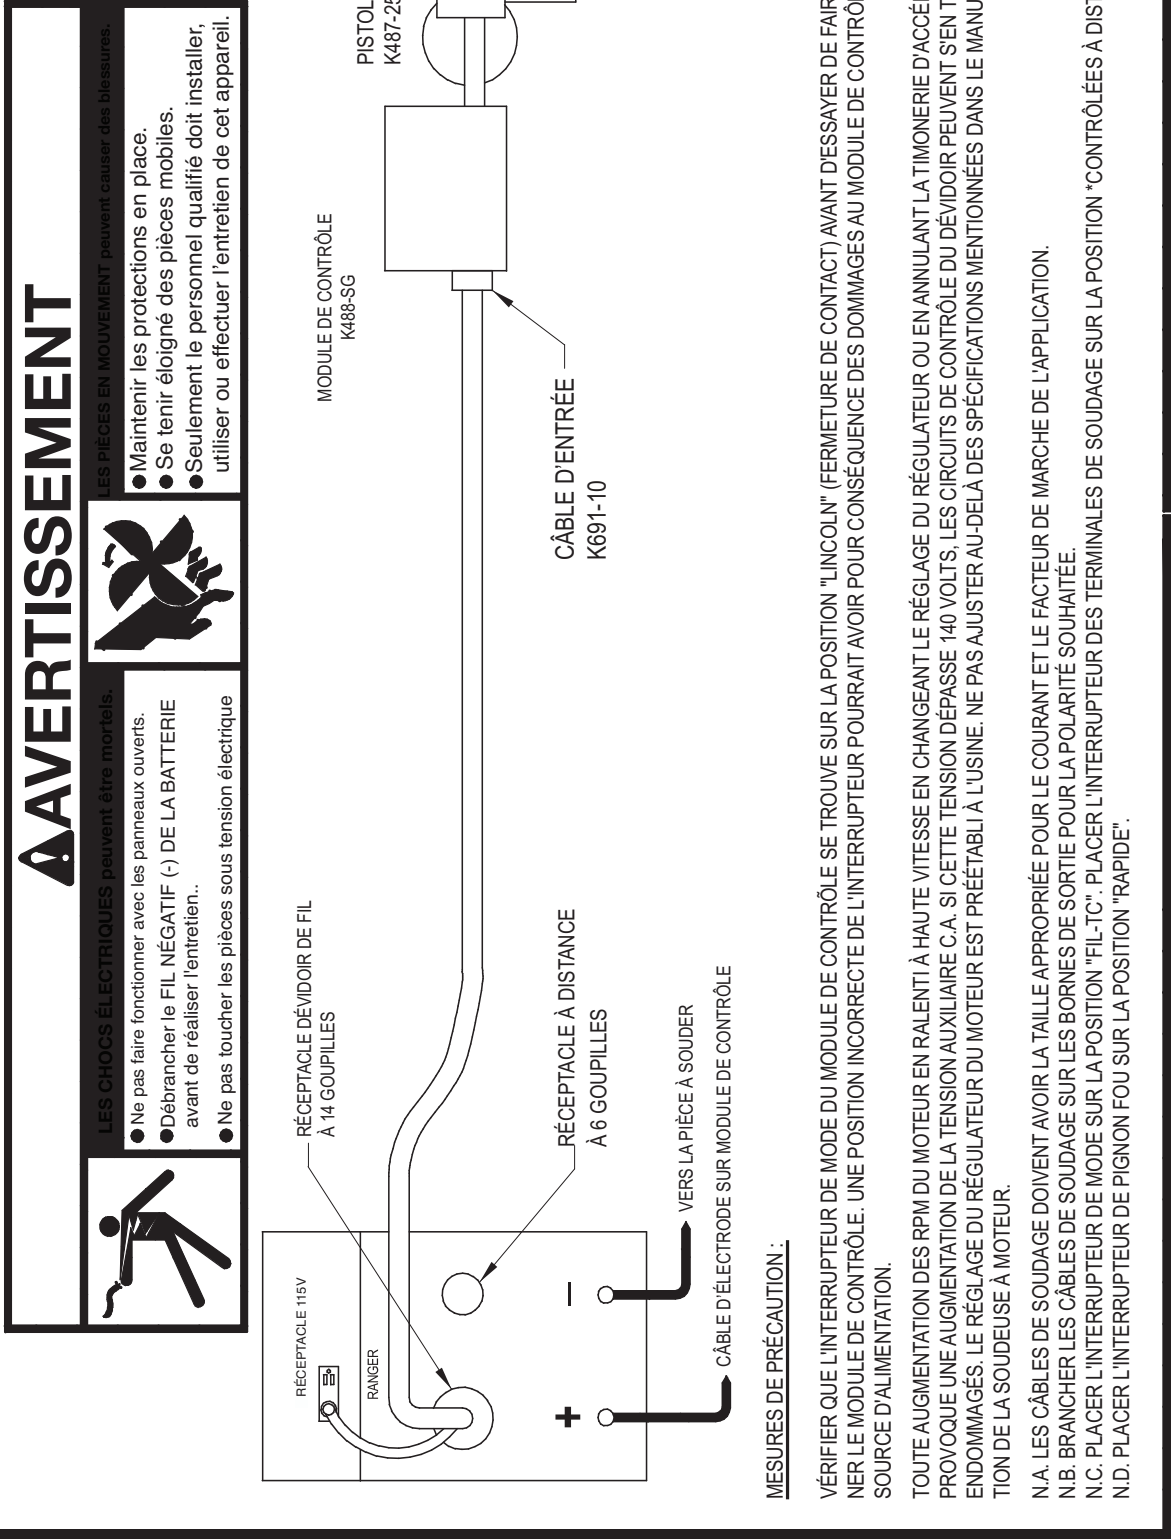 AVERTISSEMENT
LES CHOCS ÉLECTRIQUES peuvent être mortels.
● Ne pas faire fonctionner avec les panneaux ouverts.
● Débrancher le FIL NÉGATIF (-) DE LA BATTERIE
avant de réaliser l'entretien..
● Ne pas toucher les pièces sous tension électrique
LES PIÈCES EN MOUVEMENT peuvent causer des blessures.
● Maintenir les protections en place.
● Se tenir éloigné des pièces mobiles.
● Seulement le personnel qualifié doit installer,
utiliser ou effectuer l'entretien de cet appareil.
RÉCEPTACLE 115V
RANGER
RÉCEPTACLE DÉVIDOIR DE FIL
À 14 GOUPILLES
MODULE DE CONTRÔLE
K488-SG
PISTOL
K487-25
CÂBLE D'ENTRÉE
K691-10
RÉCEPTACLE À DISTANCE
À 6 GOUPILLES
+
–
VERS LA PIÈCE À SOUDER
CÂBLE D'ÉLECTRODE SUR MODULE DE CONTRÔLE
MESURES DE PRÉCAUTION :
VÉRIFIER QUE L'INTERRUPTEUR DE MODE DU MODULE DE CONTRÔLE SE TROUVE SUR LA POSITION "LINCOLN" (FERMETURE DE CONTACT) AVANT D'ESSAYER DE FAIR
NER LE MODULE DE CONTRÔLE. UNE POSITION INCORRECTE DE L'INTERRUPTEUR POURRAIT AVOIR POUR CONSÉQUENCE DES DOMMAGES AU MODULE DE CONTRÔ
SOURCE D'ALIMENTATION.
TOUTE AUGMENTATION DES RPM DU MOTEUR EN RALENTI À HAUTE VITESSE EN CHANGEANT LE RÉGLAGE DU RÉGULATEUR OU EN ANNULANT LA TIMONERIE D'ACCÉ
PROVOQUE UNE AUGMENTATION DE LA TENSION AUXILIAIRE C.A. SI CETTE TENSION DÉPASSE 140 VOLTS, LES CIRCUITS DE CONTRÔLE DU DÉVIDOIR PEUVENT S'EN T
ENDOMMAGÉS. LE RÉGLAGE DU RÉGULATEUR DU MOTEUR EST PRÉÉTABLI À L'USINE. NE PAS AJUSTER AU-DELÀ DES SPÉCIFICATIONS MENTIONNÉES DANS LE MANU
TION DE LA SOUDEUSE À MOTEUR.
N.A. LES CÂBLES DE SOUDAGE DOIVENT AVOIR LA TAILLE APPROPRIÉE POUR LE COURANT ET LE FACTEUR DE MARCHE DE L'APPLICATION.
N.B. BRANCHER LES CÂBLES DE SOUDAGE SUR LES BORNES DE SORTIE POUR LA POLARITÉ SOUHAITÉE.
N.C. PLACER L'INTERRUPTEUR DE MODE SUR LA POSITION "FIL-TC". PLACER L'INTERRUPTEUR DES TERMINALES DE SOUDAGE SUR LA POSITION *CONTRÔLÉES À DIST
N.D. PLACER L'INTERRUPTEUR DE PIGNON FOU SUR LA POSITION "RAPIDE".